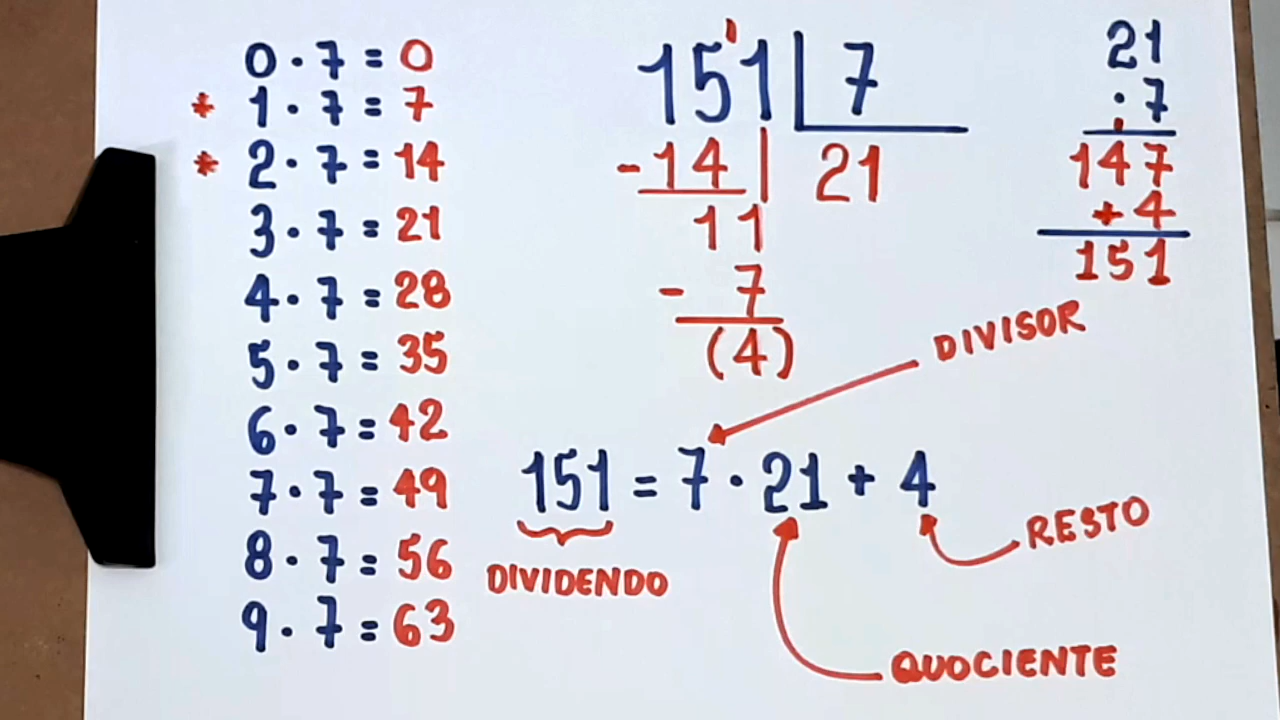 0 · 7 = 0
* 1 · 7 = 7
* 2 · 7 = 14
3 · 7 = 21
4 · 7 = 28
5 · 7 = 35
6 · 7 = 42
7 · 7 = 49
8 · 7 = 56
9 · 7 = 63
151 7
-14 21
11
- 7
(4)
21
· 7
147
+ 4
151
DIVISOR
151 = 7 · 21 + 4
RESTO
DIVIDENDO
QUOCIENTE